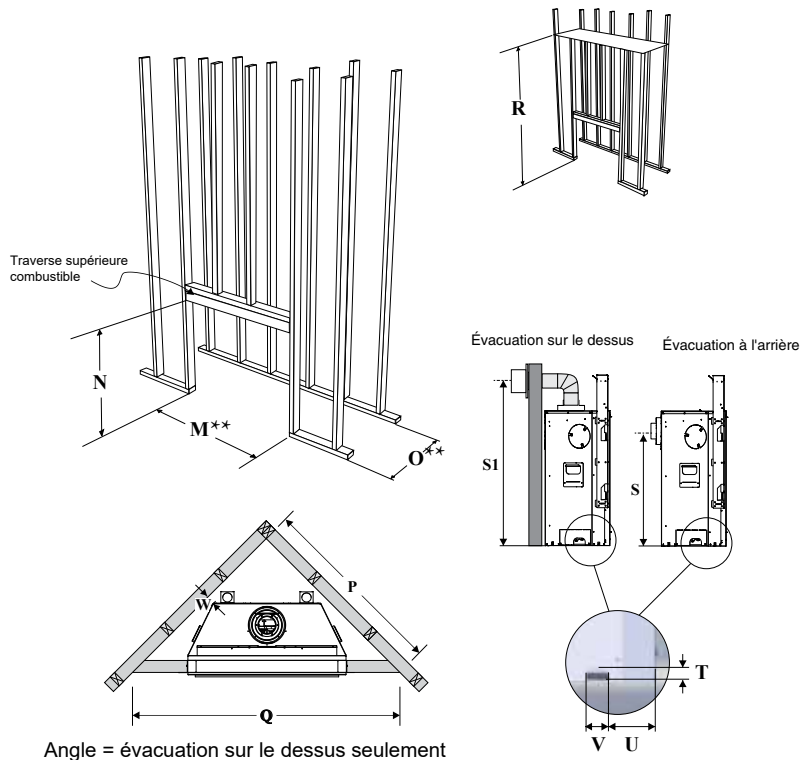 R
Traverse supérieure
combustible
N
M**
O**
Évacuation sur le dessus
Évacuation à l'arrière
S1
S
P
W
Q
T
V
U
Angle = évacuation sur le dessus seulement